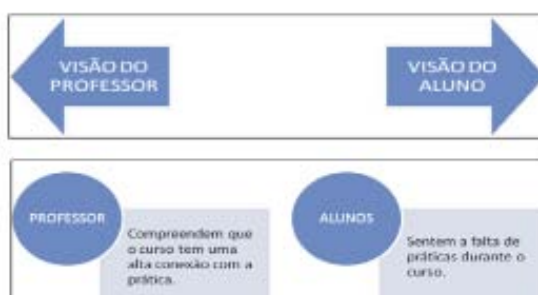 VISÃO DO
PROFESSOR
VISÃO DO
ALUNO
PROFESSOR
Compreendem que
o curso tem uma
alta conexão com a
prática.
ALUNOS
Sentem a falta de
práticas durante o
curso.